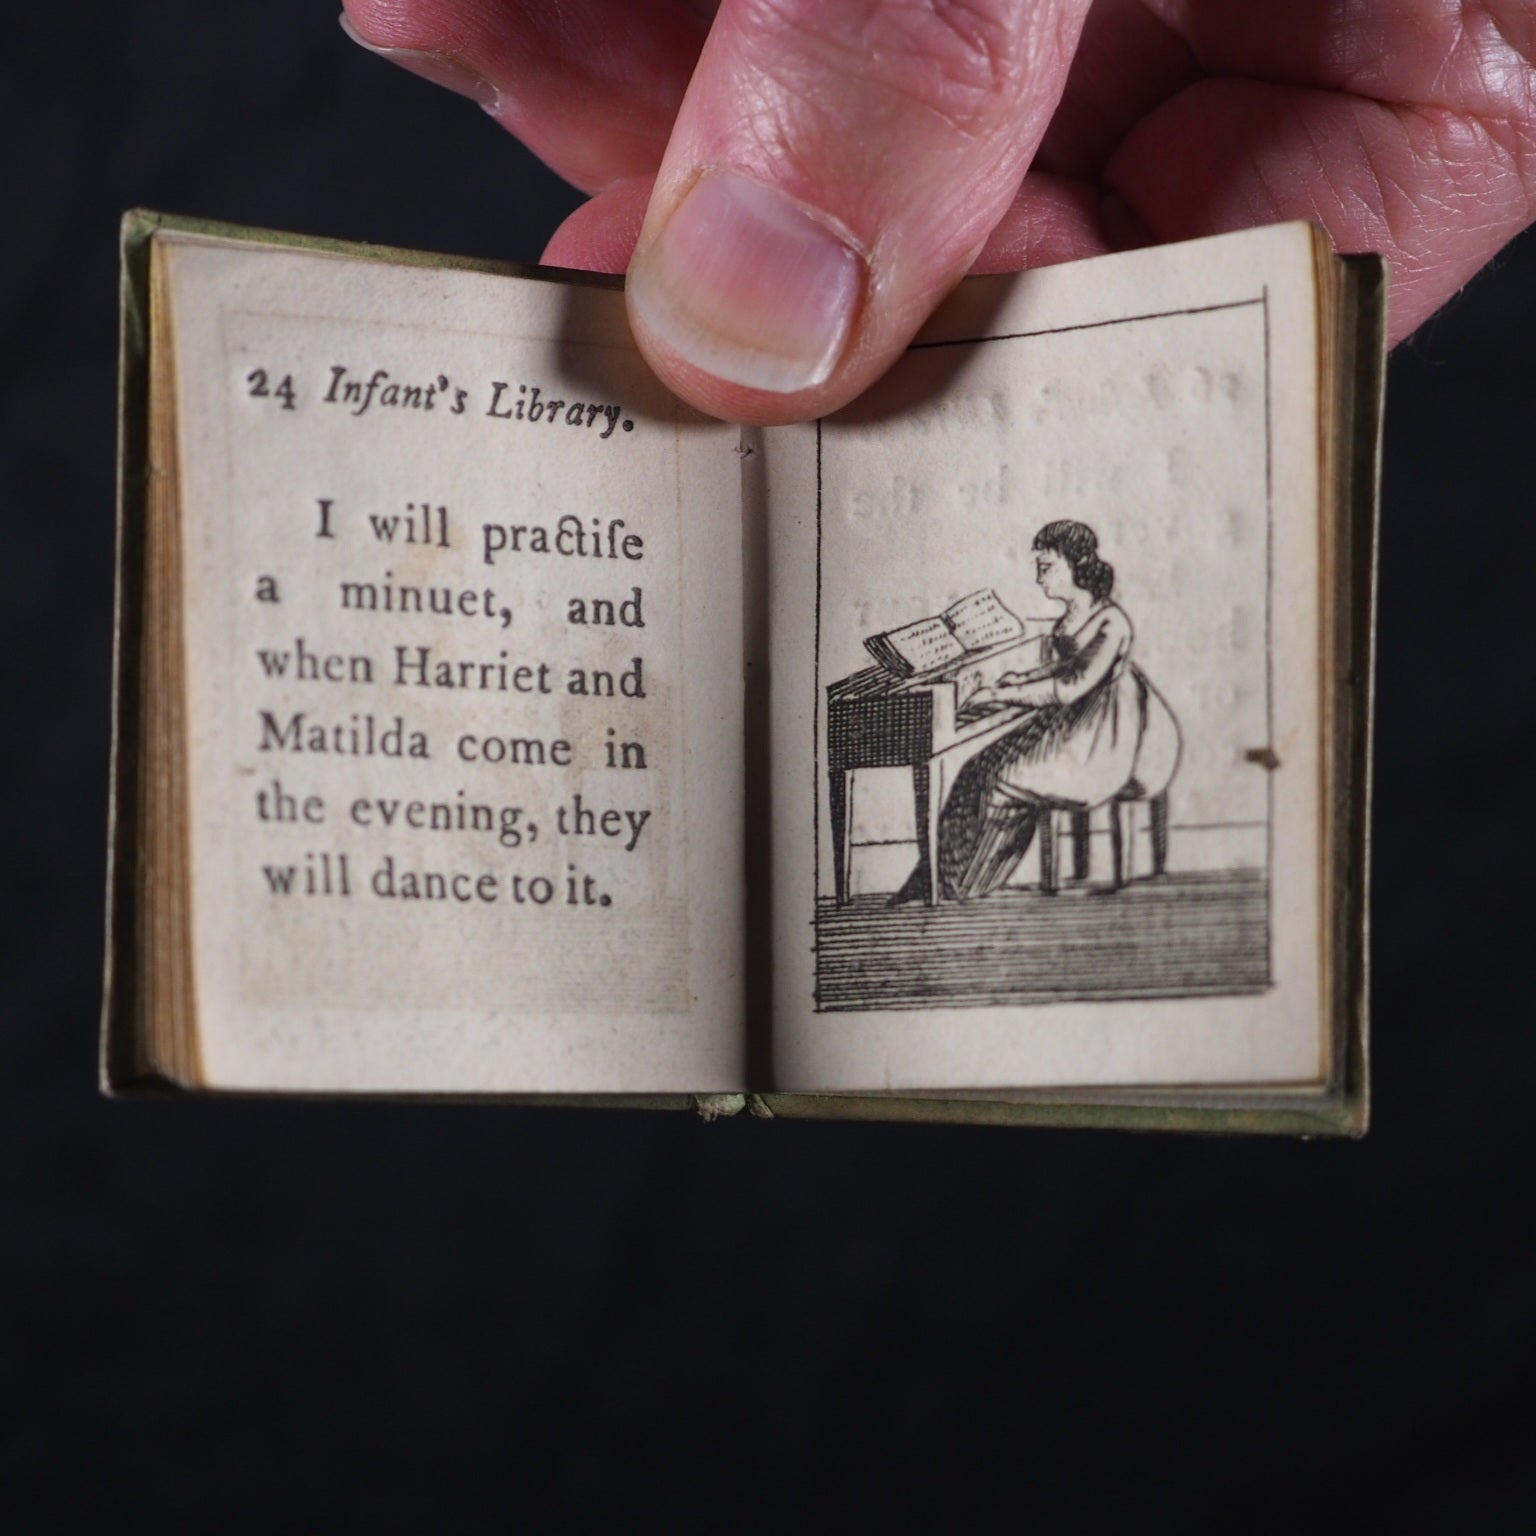 24 Infant's Library.
I will practiſe
a minuet, and
when Harriet and
Matilda come in
the evening, they
will dance to it.